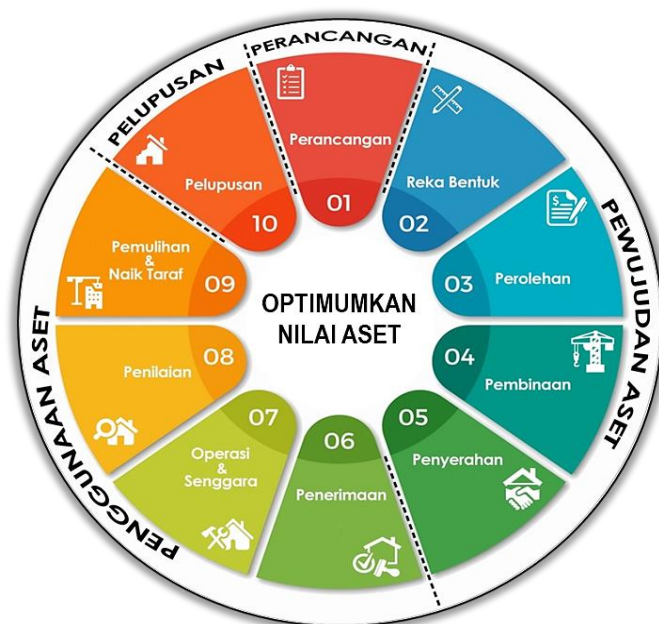 PERANCANGAN
PEWUJUDAN ASET
PENGGUNAAN ASET
PELUPUSAN
Perancangan
01
Reka Bentuk
02
Perolehan
03
Pembinaan
04
Penyerahan
05
Penerimaan
06
Operasi
&
Senggara
07
Penilaian
08
Pemulihan
&
Naik Taraf
09
Pelupusan
10
OPTIMUMKAN
NILAI ASET